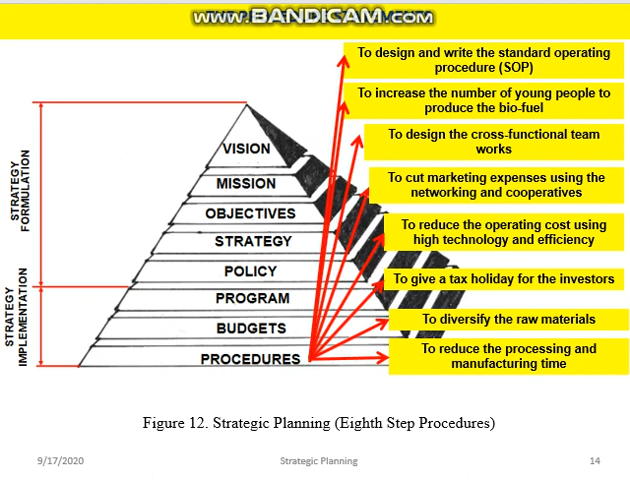 www.BANDICAM.com
To design and write the standard operating
procedure (SOP)
To increase the number of young people to
produce the bio-fuel
To design the cross-functional team
works
To cut marketing expenses using the
networking and cooperatives
To reduce the operating cost using
high technology and efficiency
To give a tax holiday for the investors
To diversify the raw materials
To reduce the processing and
manufacturing time
STRATEGY
FORMULATION
STRATEGY
IMPLEMENTATION
VISION
MISSION
OBJECTIVES
STRATEGY
POLICY
PROGRAM
BUDGETS
PROCEDURES
Figure 12. Strategic Planning (Eighth Step Procedures)
9/17/2020
Strategic Planning
14